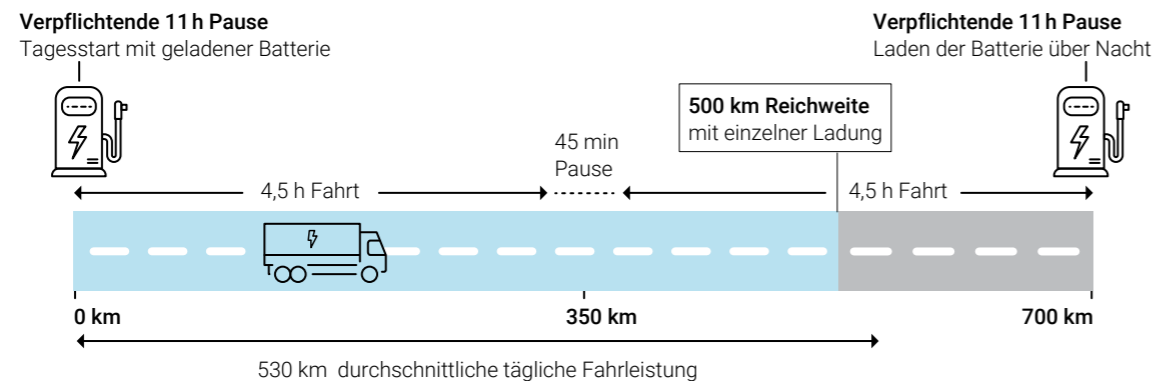 Verpflichtende 11 h Pause
Tagesstart mit geladener Batterie
Verpflichtende 11 h Pause
Laden der Batterie über Nacht
500 km Reichweite
mit einzelner Ladung
45 min
Pause
4,5 h Fahrt
4,5 h Fahrt
0 km
350 km
700 km
530 km durchschnittliche tägliche Fahrleistung